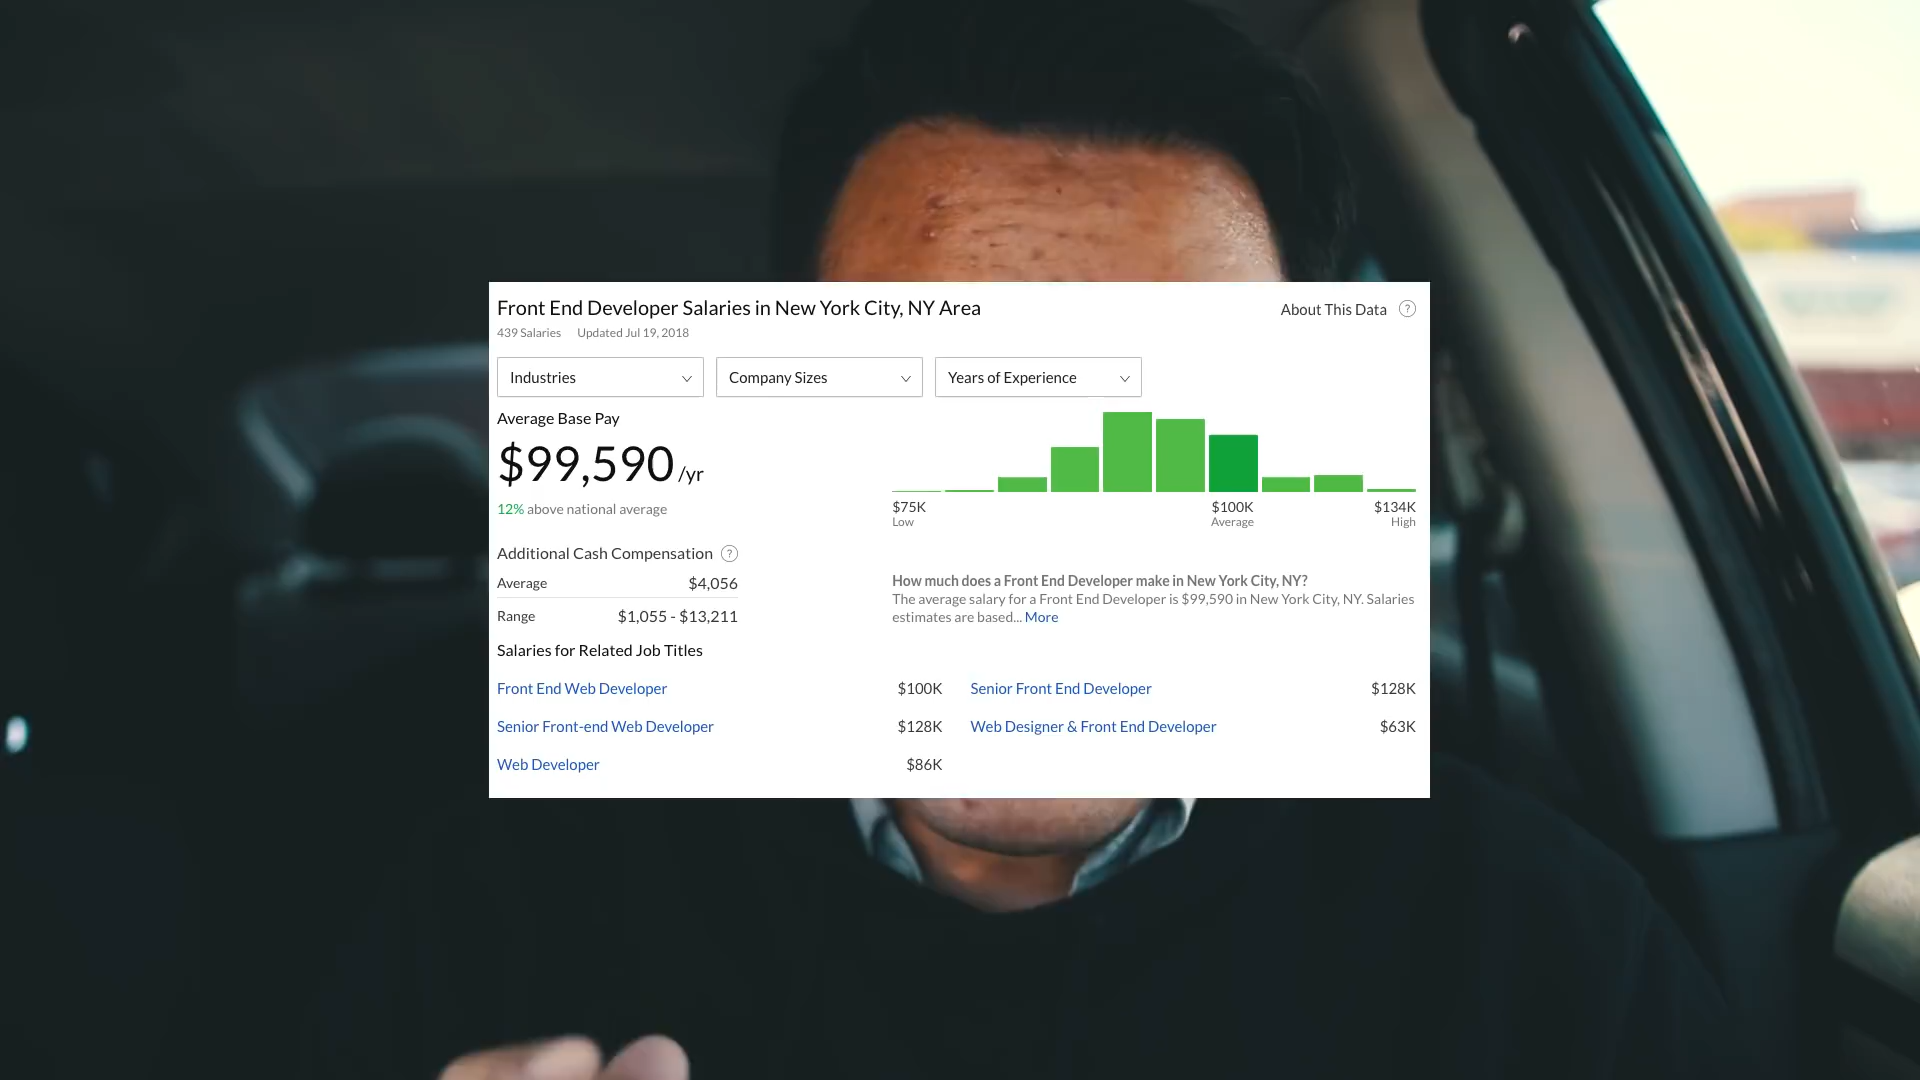 Front End Developer Salaries in New York City, NY Area
About This Data ?
439 Salaries Updated Jul 19, 2018
Industries Company Sizes Years of Experience
Average Base Pay
$99,590 /yr
12% above national average
$75K $100K $134K
Low Average High
Additional Cash Compensation ?
Average $4,056
Range $1,055 - $13,211
How much does a Front End Developer make in New York City, NY?
The average salary for a Front End Developer is $99,590 in New York City, NY. Salaries
estimates are based... More
Salaries for Related Job Titles
Front End Web Developer $100K Senior Front End Developer $128K
Senior Front-end Web Developer $128K Web Designer & Front End Developer $63K
Web Developer $86K